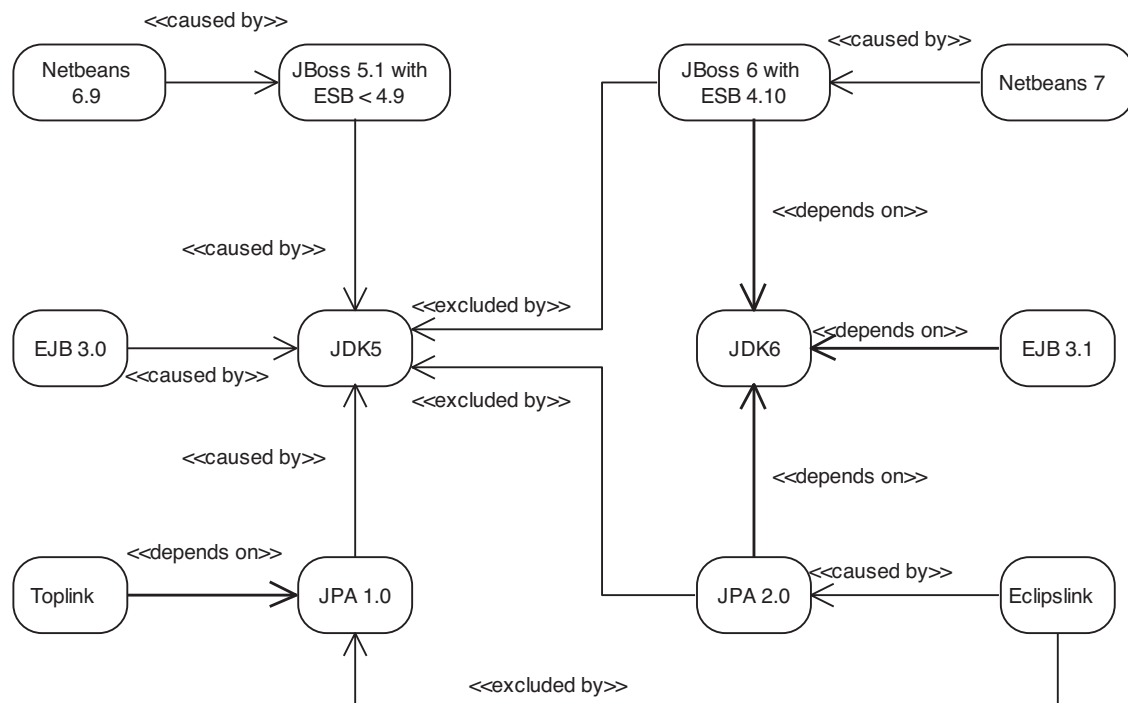 <<caused by>>
Netbeans
6.9
JBoss 5.1 with
ESB < 4.9
JBoss 6 with
ESB 4.10
<<caused by>>
Netbeans 7
<<depends on>>
<<caused by>>
<<excluded by>>
EJB 3.0
<<caused by>>
JDK5
<<excluded by>>
JDK6
<<depends on>>
EJB 3.1
<<caused by>>
<<depends on>>
<<depends on>>
Toplink
JPA 1.0
JPA 2.0
<<caused by>>
Eclipslink
<<excluded by>>